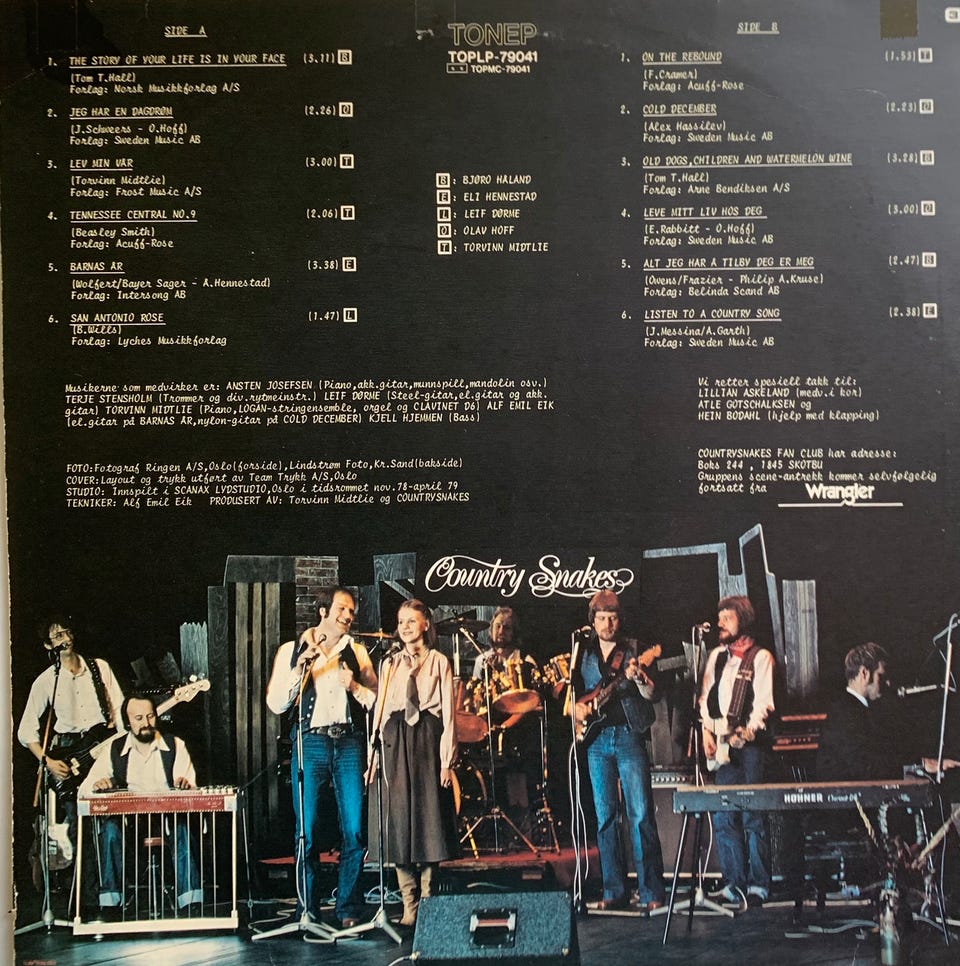 SIDE A
1. THE STORY OF YOUR LIFE IS IN YOUR FACE (3.11) B
(Tom T.Hall)
Forlag: Norsk Musikkforlag A/S
2. JEG HAR EN DAGDRØM (2.26) O
(J.Schweers - O.Hoff)
Forlag: Sweden Music AB
3. LEV MIN VÅR (3.00) T
(Torvinn Midtlie)
Forlag: Frost Music A/S
4. TENNESSEE CENTRAL NO.9 (2.06) T
(Beasley Smith)
Forlag: Acuff-Rose
5. BARNAS ÅR (3.38) E
(Wolfert/Bayer Sager - A.Hennestad)
Forlag: Intersong AB
6. SAN ANTONIO ROSE (1.47) L
(B.Wills)
Forlag: Lyches Musikkforlag
TONEP
TOPLP-79041
TOPMC-79041
B: BJØRO HÅLAND
E: ELI HENNESTAD
L: LEIF DØRME
O: OLAV HOFF
T: TORVINN MIDTLIE
SIDE B
1. ON THE REBOUND (1.53)
(F.Cramer)
Forlag: Acuff-Rose
2. COLD DECEMBER (2.23) O
(Alex Hassilev)
Forlag: Sweden Music AB
3. OLD DOGS,CHILDREN AND WATERMELON WINE (3.28) B
(Tom T.Hall)
Forlag: Arne Bendiksen A/S
4. LEVE MITT LIV HOS DEG (3.00) O
(E.Rabbitt - O.Hoff)
Forlag: Sweden Music AB
5. ALT JEG HAR Å TILBY DEG ER MEG (2.47) B
(Owens/Frazier - Philip A.Kruse)
Forlag: Belinda Scand AB
6. LISTEN TO A COUNTRY SONG (2.38) E
(J.Messina/A.Garth)
Forlag: Sweden Music AB
Musikerne som medvirker er: ANSTEN JOSEFSEN (Piano,akk.gitar,munnspill,mandolin osv.)
TERJE STENSHOLM (Trommer og div.rytmeinstr.) LEIF DØRME (Steel-gitar,el.gitar og akk.
gitar) TORVINN MIDTLIE (Piano,LOGAN-stringensemble, orgel og CLAVINET D6) ALF EMIL EIK
(el.gitar på BARNAS ÅR,nylon-gitar på COLD DECEMBER) KJELL HJEMMEN (Bass)
FOTO:Fotograf Ringen A/S,Oslo(forside),Lindstrøm Foto,Kr.Sand(bakside)
COVER:Layout og trykk utført av Team Trykk A/S,Oslo
STUDIO: Innspilt i SCANAX LYDSTUDIO,Oslo i tidsrommet nov.78-april 79
TEKNIKER: Alf Emil Eik PRODUSERT AV: Torvinn Midtlie og COUNTRYSNAKES
Vi retter spesiell takk til:
LILLIAN ASKELAND (medv.i kor)
ATLE GOTSCHALKSEN og
HEIN BODAHL (hjelp med klapping)
COUNTRYSNAKES FAN CLUB har adresse:
Boks 244 , 1845 SKOTBU
Gruppens scene-antrekk kommer selvfølgelig
fortsatt fra Wrangler
Country Snakes
HOHNER